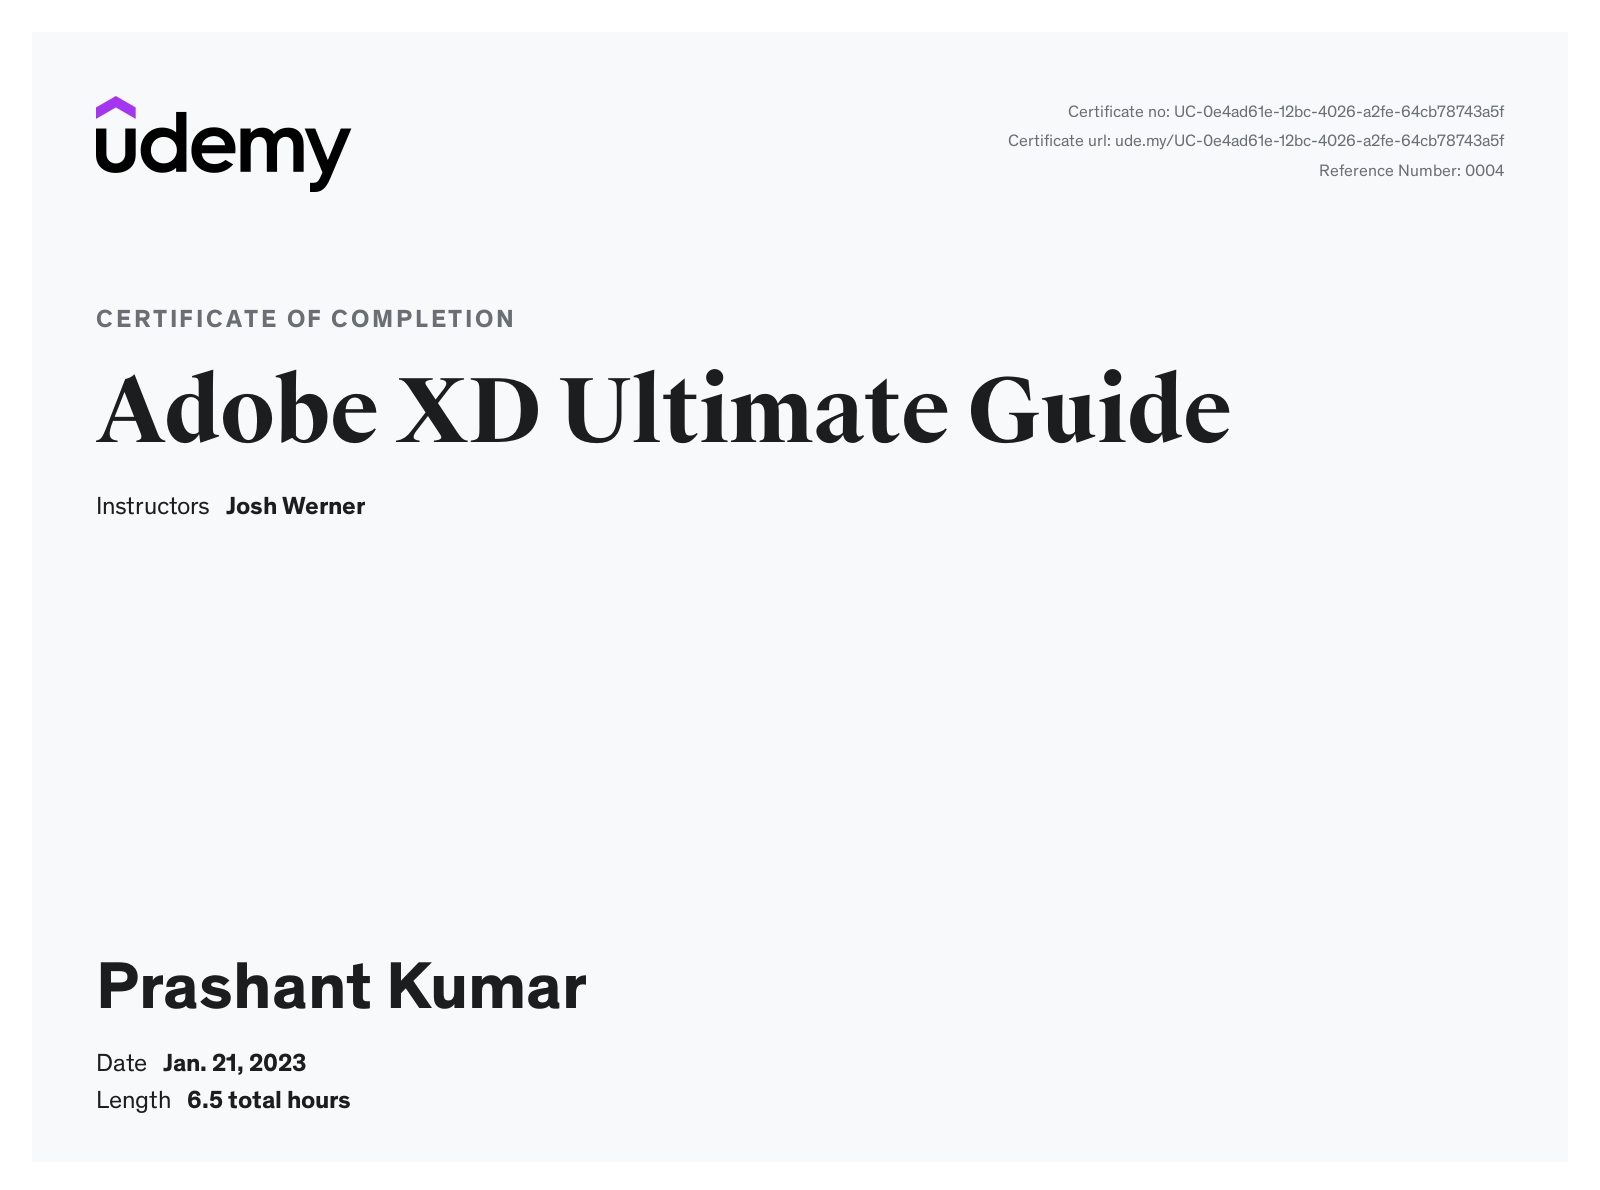 udemy
Certificate no: UC-0e4ad61e-12bc-4026-a2fe-64cb78743a5f
Certificate url: ude.my/UC-0e4ad61e-12bc-4026-a2fe-64cb78743a5f
Reference Number: 0004
CERTIFICATE OF COMPLETION
Adobe XD Ultimate Guide
Instructors Josh Werner
Prashant Kumar
Date Jan. 21, 2023
Length 6.5 total hours